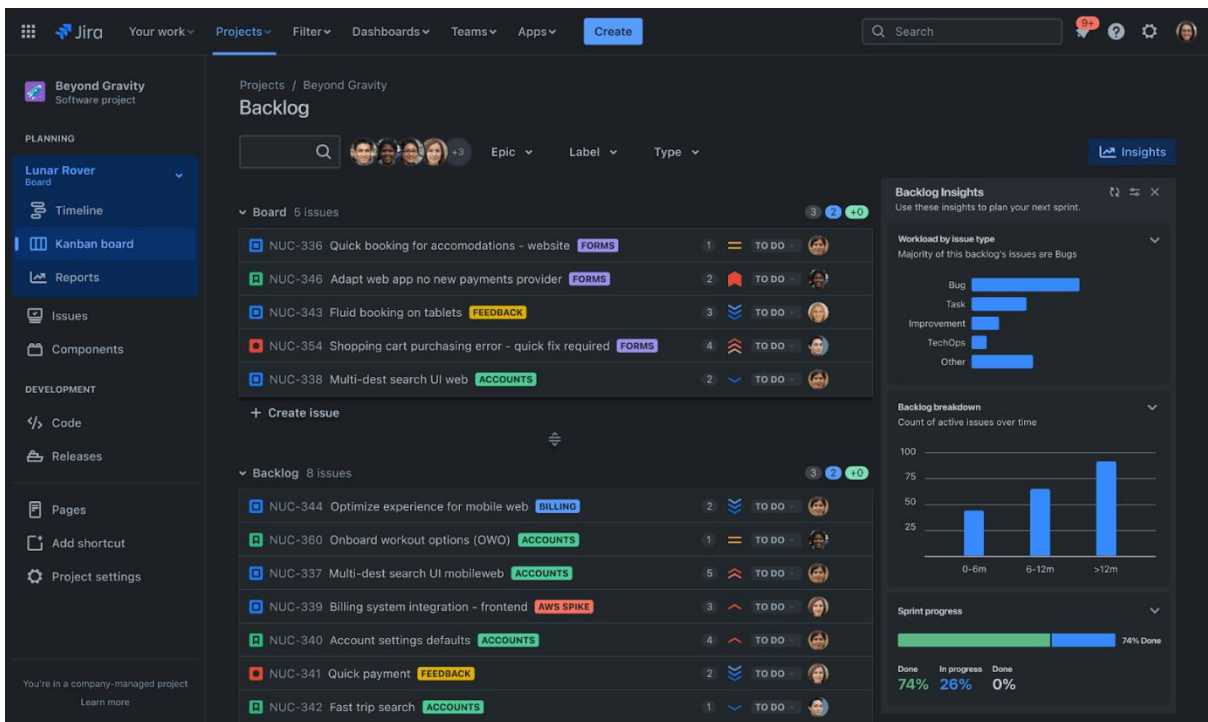 Jira Your work Projects Filter Dashboards Teams Apps Create Search 9+
Beyond Gravity
Software project
PLANNING
Lunar Rover
Board
Timeline
Kanban board
Reports
Issues
Components
DEVELOPMENT
Code
Releases
Pages
Add shortcut
Project settings
You're in a company-managed project
Learn more
Projects / Beyond Gravity
Backlog
+3 Epic Label Type
Insights
Board 5 issues 3 2 +0
NUC-336 Quick booking for accomodations - website FORMS 1 TO DO
NUC-346 Adapt web app no new payments provider FORMS 2 TO DO
NUC-343 Fluid booking on tablets FEEDBACK 3 TO DO
NUC-354 Shopping cart purchasing error - quick fix required FORMS 4 TO DO
NUC-338 Multi-dest search UI web ACCOUNTS 2 TO DO
+ Create issue
Backlog 8 issues 3 2 +0
NUC-344 Optimize experience for mobile web BILLING 2 TO DO
NUC-360 Onboard workout options (OWO) ACCOUNTS 1 TO DO
NUC-337 Multi-dest search UI mobileweb ACCOUNTS 5 TO DO
NUC-339 Billing system integration - frontend AWS SPIKE 3 TO DO
NUC-340 Account settings defaults ACCOUNTS 4 TO DO
NUC-341 Quick payment FEEDBACK 2 TO DO
NUC-342 Fast trip search ACCOUNTS 1 TO DO
Backlog Insights
Use these insights to plan your next sprint.
Workload by issue type
Majority of this backlog's issues are Bugs
Bug
Task
Improvement
TechOps
Other
Backlog breakdown
Count of active issues over time
100
75
50
25
0-6m 6-12m >12m
Sprint progress
74% Done
Done In progress Done
74% 26% 0%